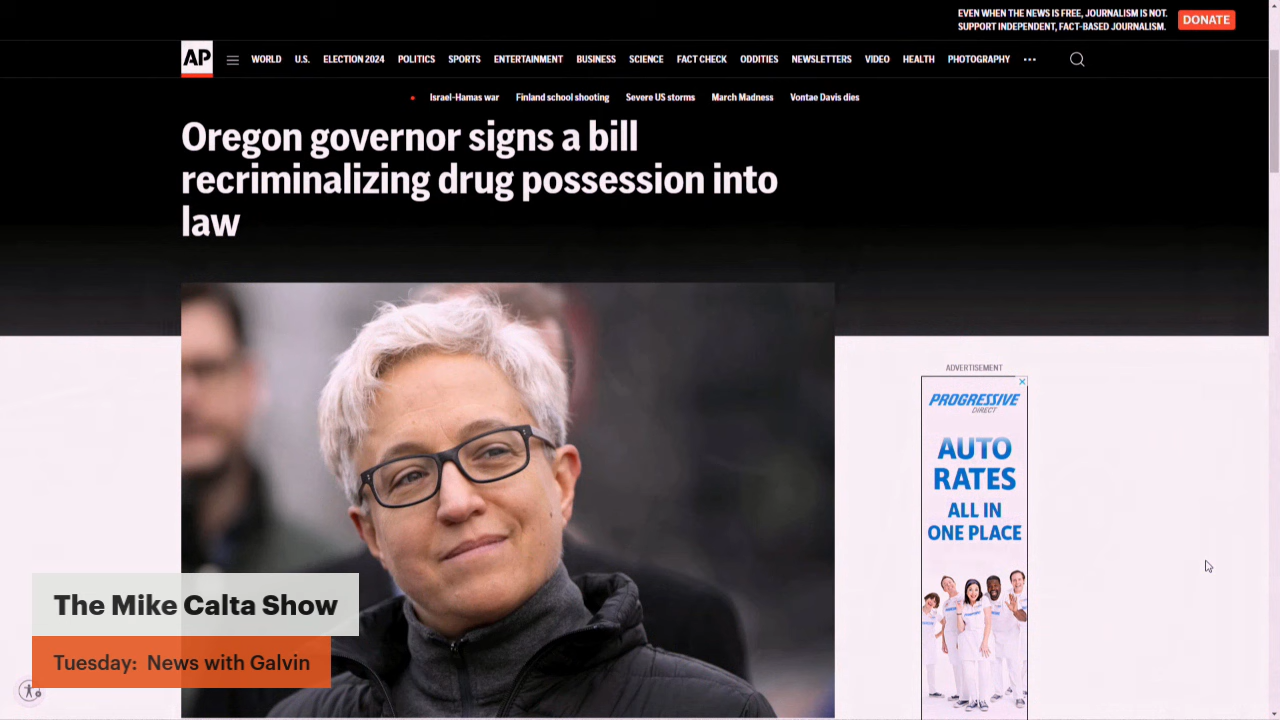 EVEN WHEN THE NEWS IS FREE, JOURNALISM IS NOT.
SUPPORT INDEPENDENT, FACT-BASED JOURNALISM.
DONATE
AP
WORLD U.S. ELECTION 2024 POLITICS SPORTS ENTERTAINMENT BUSINESS SCIENCE FACT CHECK ODDITIES NEWSLETTERS VIDEO HEALTH PHOTOGRAPHY
Israel-Hamas war Finland school shooting Severe US storms March Madness Vontae Davis dies
Oregon governor signs a bill
recriminalizing drug possession into
law
ADVERTISEMENT
PROGRESSIVE
DIRECT
AUTO
RATES
ALL IN
ONE PLACE
The Mike Calta Show
Tuesday: News with Galvin